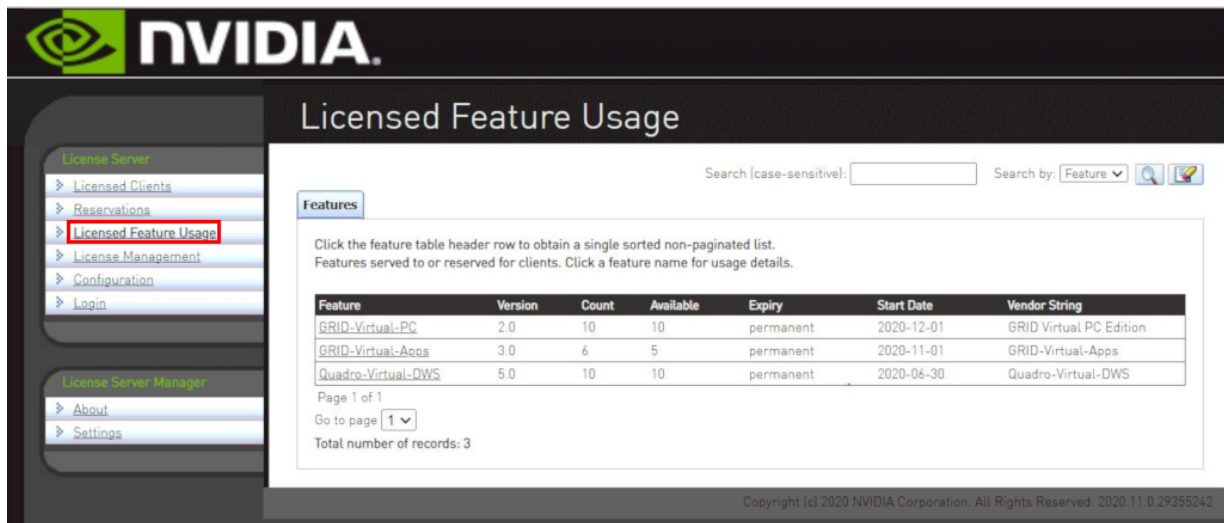 NVIDIA.
Licensed Feature Usage
License Server
Licensed Clients
Reservations
Licensed Feature Usage
License Management
Configuration
Login
License Server Manager
About
Settings
Search (case-sensitive): Search by: Feature
Features
Click the feature table header row to obtain a single sorted non-paginated list.
Features served to or reserved for clients. Click a feature name for usage details.
Feature Version Count Available Expiry Start Date Vendor String
GRID-Virtual-PC 2.0 10 10 permanent 2020-12-01 GRID Virtual PC Edition
GRID-Virtual-Apps 3.0 6 5 permanent 2020-11-01 GRID-Virtual-Apps
Quadro-Virtual-DWS 5.0 10 10 permanent 2020-06-30 Quadro-Virtual-DWS
Page 1 of 1
Go to page 1
Total number of records: 3
Copyright (c) 2020 NVIDIA Corporation. All Rights Reserved. 2020.11.0.29355242